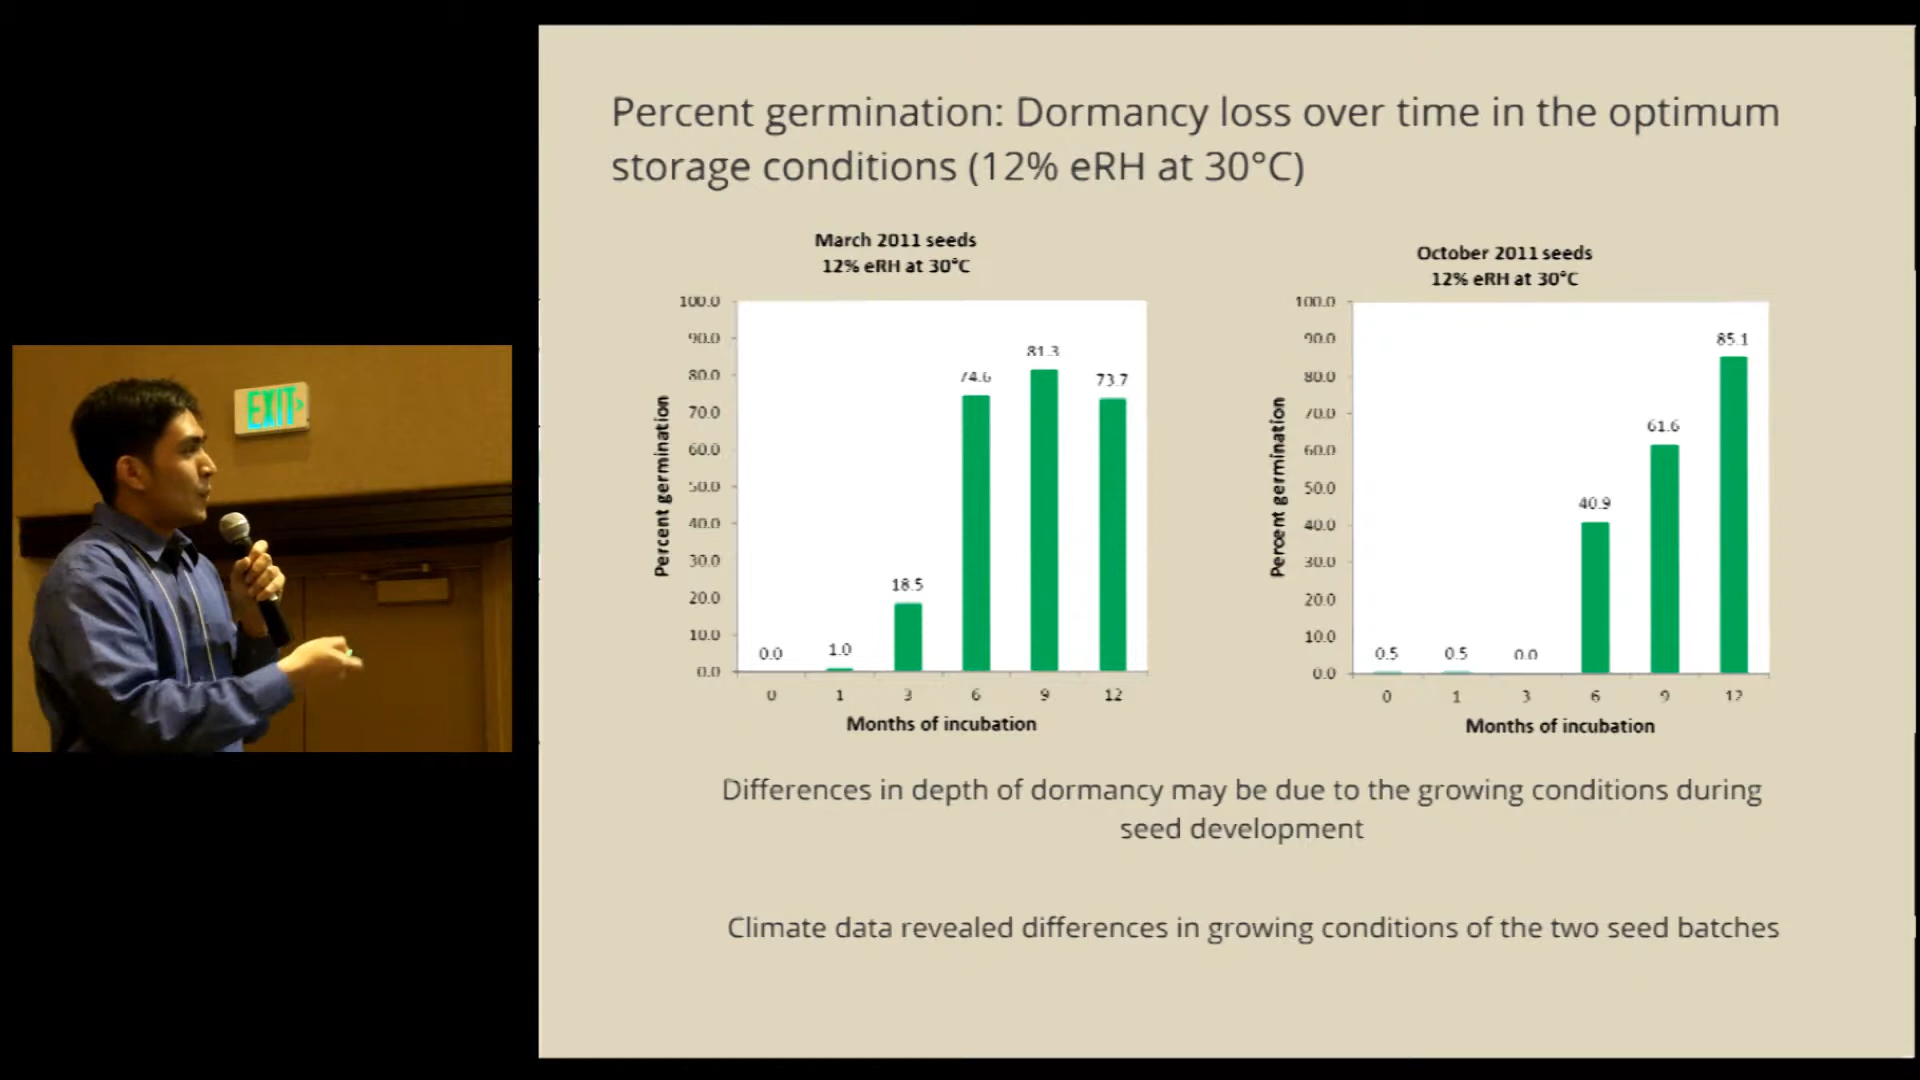 EXIT
Percent germination: Dormancy loss over time in the optimum
storage conditions (12% eRH at 30°C)
March 2011 seeds
12% eRH at 30°C
100.0
90.0
80.0
70.0
60.0
50.0
40.0
30.0
20.0
10.0
0.0
Percent germination
0.0
1.0
18.5
74.6
81.3
73.7
0 1 3 6 9 12
Months of incubation
October 2011 seeds
12% eRH at 30°C
100.0
90.0
80.0
70.0
60.0
50.0
40.0
30.0
20.0
10.0
0.0
Percent germination
0.5
0.5
0.0
40.9
61.6
85.1
0 1 3 6 9 12
Months of incubation
Differences in depth of dormancy may be due to the growing conditions during
seed development
Climate data revealed differences in growing conditions of the two seed batches